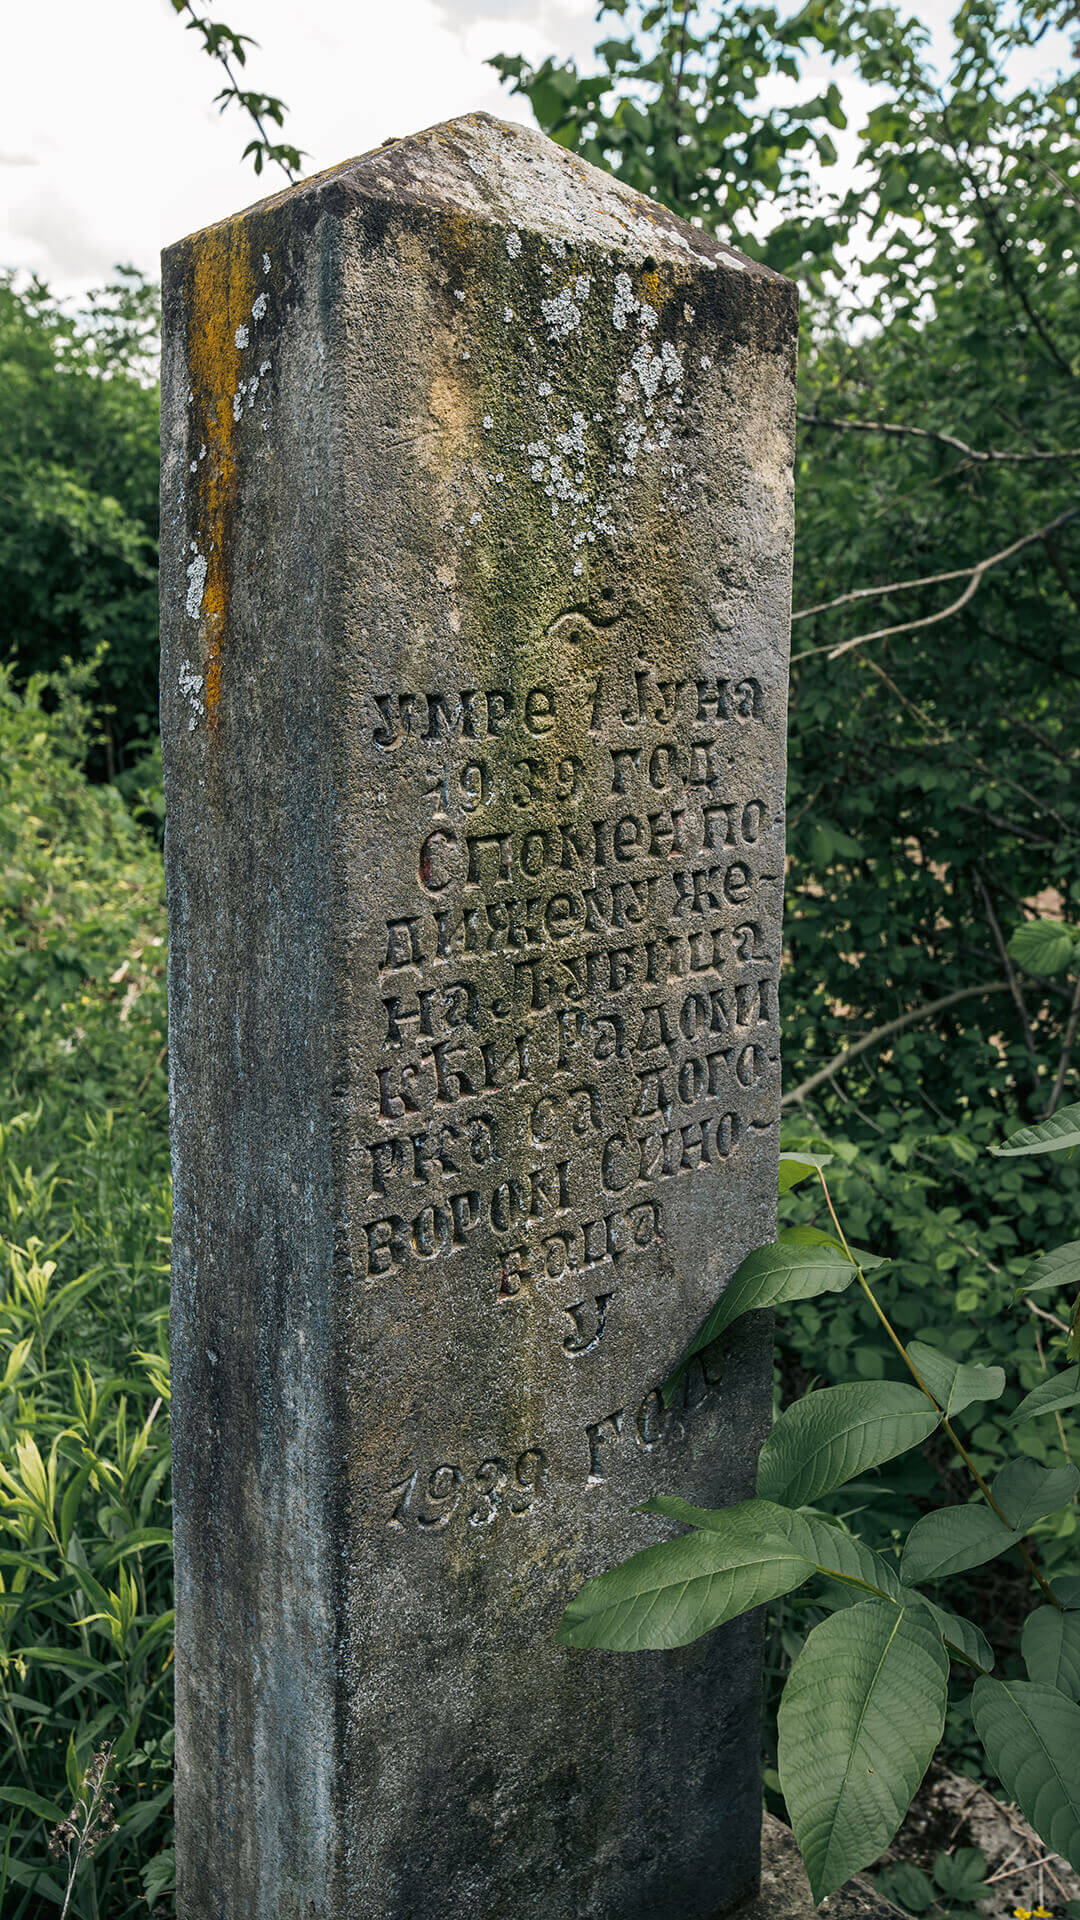 умре 1 Јуна
1939 год.
Спомен по-
дижему же-
на Љубица
кћи Радоми
рка са дого-
вором Сино-
ваца
У
1939 год